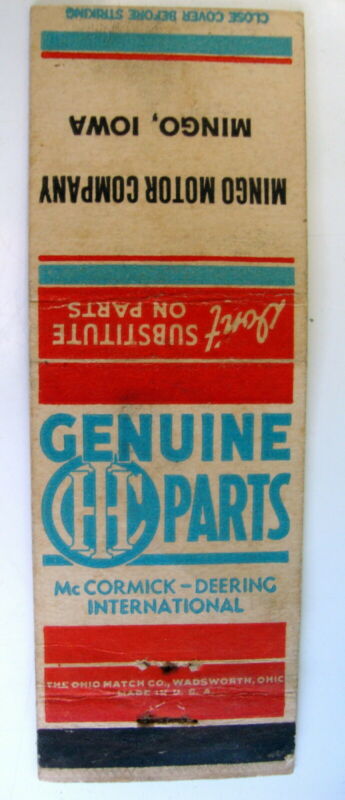 CLOSE COVER BEFORE STRIKING
MINGO MOTOR COMPANY
MINGO, IOWA
Don't SUBSTITUTE
ON PARTS
GENUINE
IHC PARTS
McCORMICK-DEERING
INTERNATIONAL
THE OHIO MATCH CO., WADSWORTH, OHIO
MADE IN U.S.A.